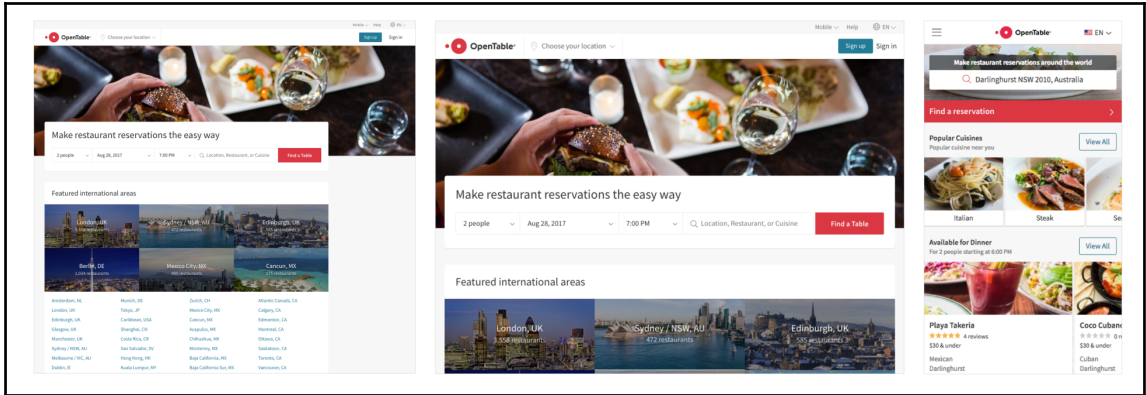 Mobile Help EN
OpenTable Choose your location Sign up Sign in
Make restaurant reservations the easy way
2 people Aug 28, 2017 7:00 PM Location, Restaurant, or Cuisine Find a Table
Featured international areas
London, UK Sydney / NSW, AU Edinburgh, UK
472 restaurants
Berlin, DE Mexico City, MX Cancun, MX
Amsterdam, NL Munich, DE Zurich, CH Atlantic Canada, CA
London, UK Tokyo, JP Mexico City, MX Calgary, CA
Edinburgh, UK Caribbean, USA Cancun, MX Edmonton, CA
Glasgow, UK Shanghai, CN Acapulco, MX Montreal, CA
Manchester, UK Costa Rica, CR Chihuahua, MX Ottawa, CA
Sydney / NSW, AU San Salvador, SV Monterrey, MX Saskatoon, CA
Melbourne / VIC, AU Hong Kong, HK Baja California, MX Toronto, CA
Dublin, IE Kuala Lumpur, MY Baja California Sur, MX Vancouver, CA
Mobile Help EN
OpenTable Choose your location Sign up Sign in
Make restaurant reservations the easy way
2 people Aug 28, 2017 7:00 PM Location, Restaurant, or Cuisine Find a Table
Featured international areas
London, UK Sydney / NSW, AU Edinburgh, UK
1,558 restaurants 472 restaurants 585 restaurants
OpenTable EN
Make restaurant reservations around the world
Darlinghurst NSW 2010, Australia
Find a reservation
Popular Cuisines View All
Popular cuisine near you
Italian Steak Se
Available for Dinner View All
For 2 people starting at 6:00 PM
Playa Takeria Coco Cubano
4 reviews 0 r
$30 & under $30 & under
Mexican Cuban
Darlinghurst Darlinghurst